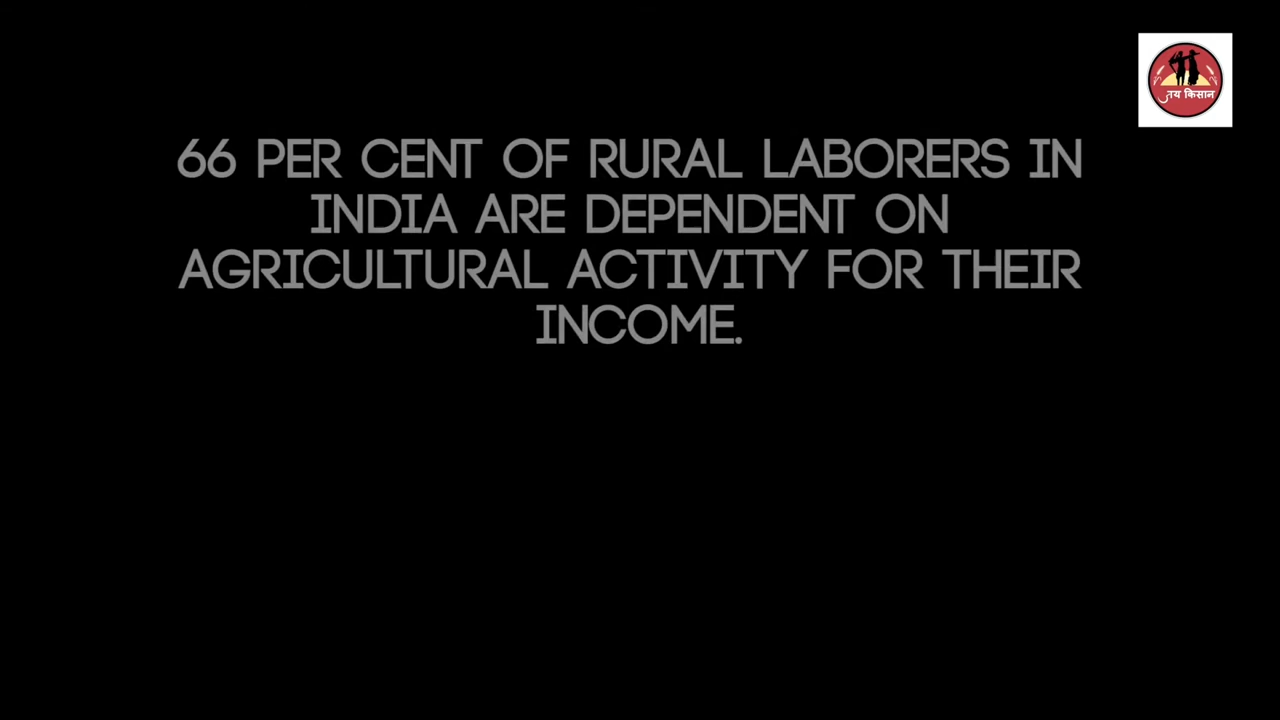 जय किसान
66 PER CENT OF RURAL LABORERS IN
INDIA ARE DEPENDENT ON
AGRICULTURAL ACTIVITY FOR THEIR
INCOME.